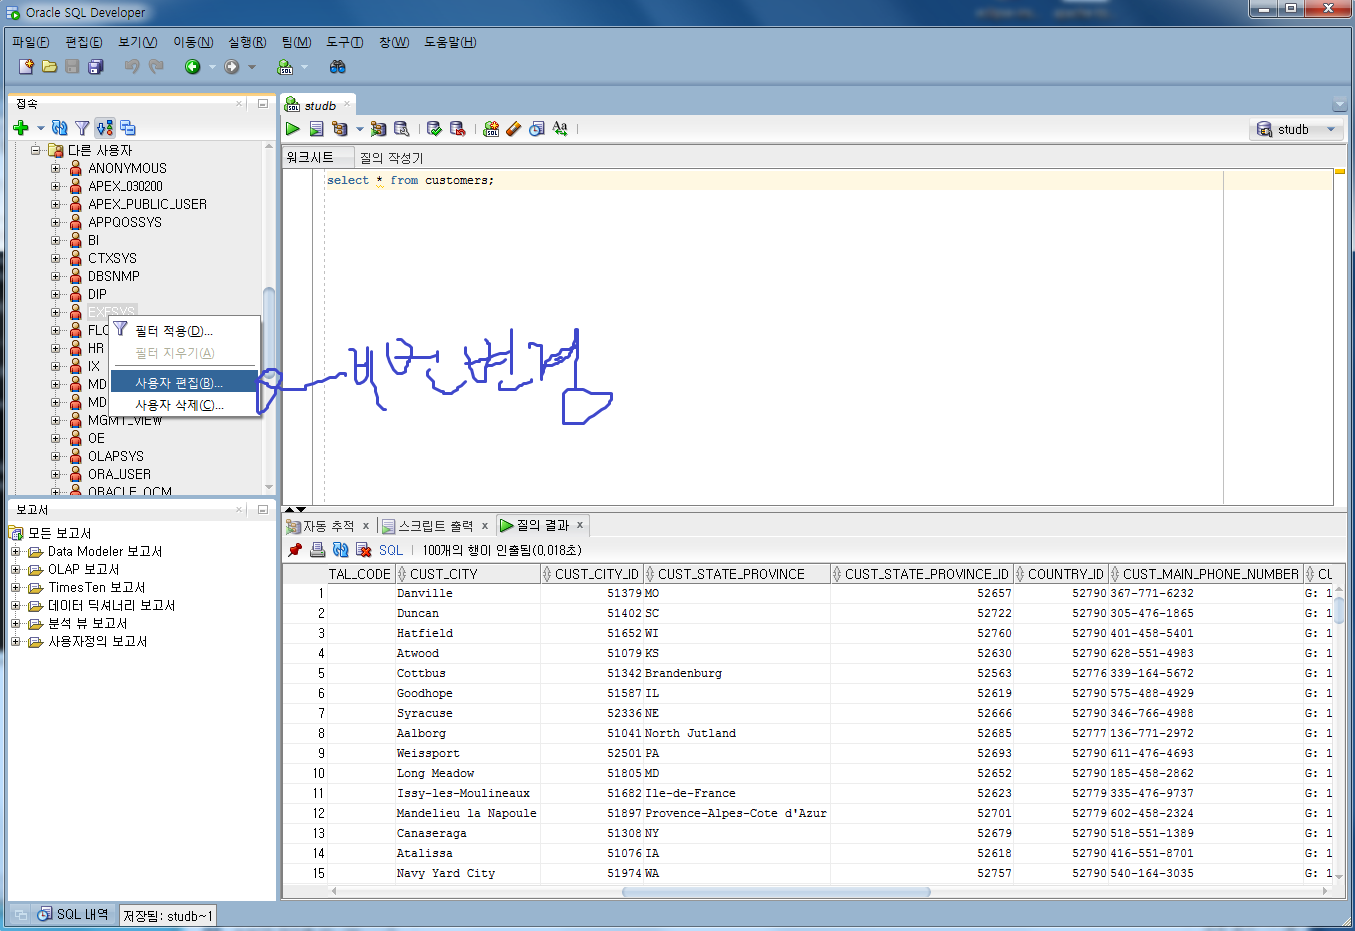 Oracle SQL Developer
파일(F) 편집(E) 보기(V) 이동(N) 실행(R) 팀(M) 도구(T) 창(W) 도움말(H)
접속
다른 사용자
ANONYMOUS
APEX_030200
APEX_PUBLIC_USER
APPQOSSYS
BI
CTXSYS
DBSNMP
DIP
EXFSYS
FLO
HR
IX
MD
MD
MGMT_VIEW
OE
OLAPSYS
ORA_USER
ORACLE_OCM
필터 적용(D)...
필터 지우기(A)
사용자 편집(B)...
사용자 삭제(C)...
보고서
모든 보고서
Data Modeler 보고서
OLAP 보고서
TimesTen 보고서
데이터 딕셔너리 보고서
분석 뷰 보고서
사용자정의 보고서
studb
studb
워크시트 질의 작성기
select * from customers;
비번변경
자동 추적 x 스크립트 출력 x 질의 결과 x
SQL | 100개의 행이 인출됨(0,018초)
TAL_CODE CUST_CITY CUST_CITY_ID CUST_STATE_PROVINCE CUST_STATE_PROVINCE_ID COUNTRY_ID CUST_MAIN_PHONE_NUMBER CU
1 Danville 51379 MO 52657 52790 367-771-6232 G: 1
2 Duncan 51402 SC 52722 52790 305-476-1865 G: 1
3 Hatfield 51652 WI 52760 52790 401-458-5401 G: 1
4 Atwood 51079 KS 52630 52790 628-551-4983 G: 1
5 Cottbus 51342 Brandenburg 52563 52776 339-164-5672 G: 1
6 Goodhope 51587 IL 52619 52790 575-488-4929 G: 1
7 Syracuse 52336 NE 52666 52790 346-766-4988 G: 1
8 Aalborg 51041 North Jutland 52685 52777 136-771-2972 G: 1
9 Weissport 52501 PA 52693 52790 611-476-4693 G: 1
10 Long Meadow 51805 MD 52652 52790 185-458-2862 G: 1
11 Issy-les-Moulineaux 51682 Ile-de-France 52623 52779 335-476-9737 G: 1
12 Mandelieu la Napoule 51897 Provence-Alpes-Cote d'Azur 52701 52779 602-458-2324 G: 1
13 Canaseraga 51308 NY 52679 52790 518-551-1389 G: 1
14 Atalissa 51076 IA 52618 52790 416-551-8701 G: 1
15 Navy Yard City 51974 WA 52757 52790 540-164-3035 G: 1
SQL 내역 저장됨: studb~1